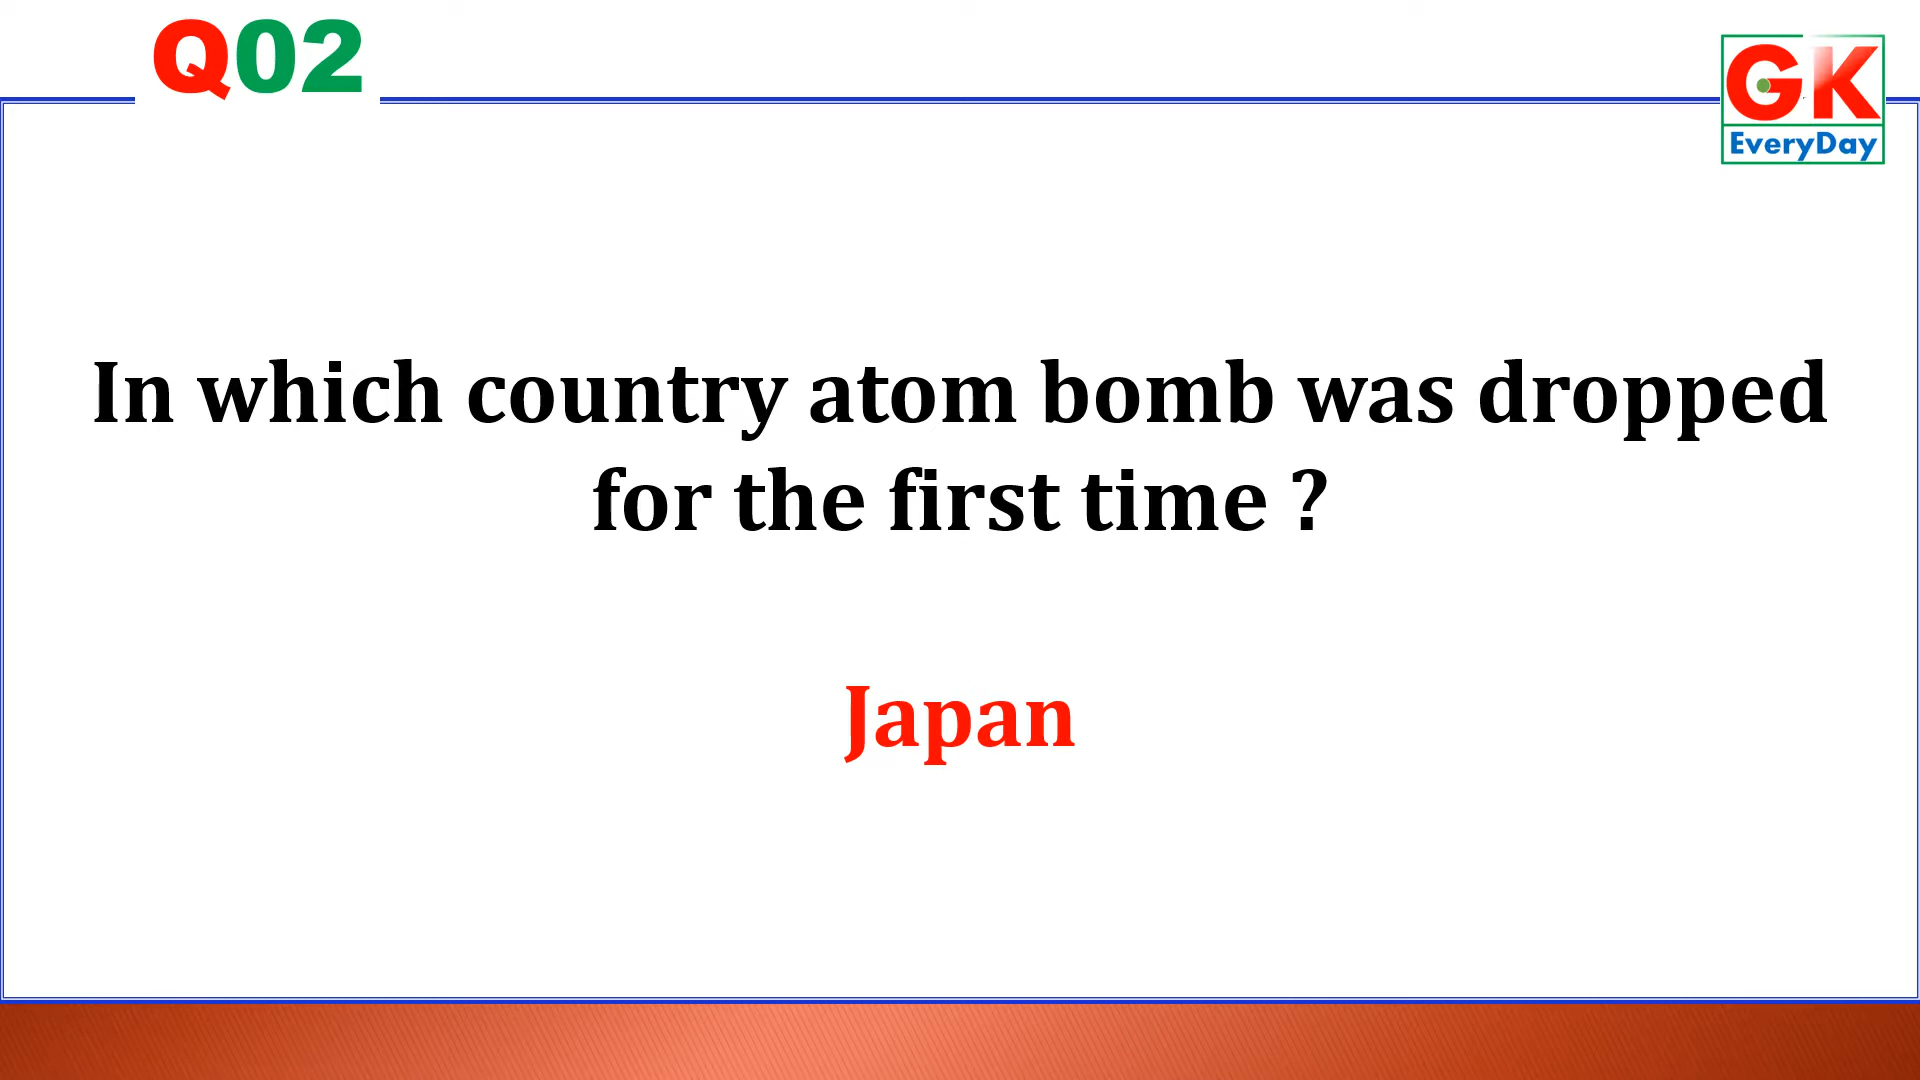 Q02
GK
EveryDay
In which country atom bomb was dropped
for the first time ?
Japan